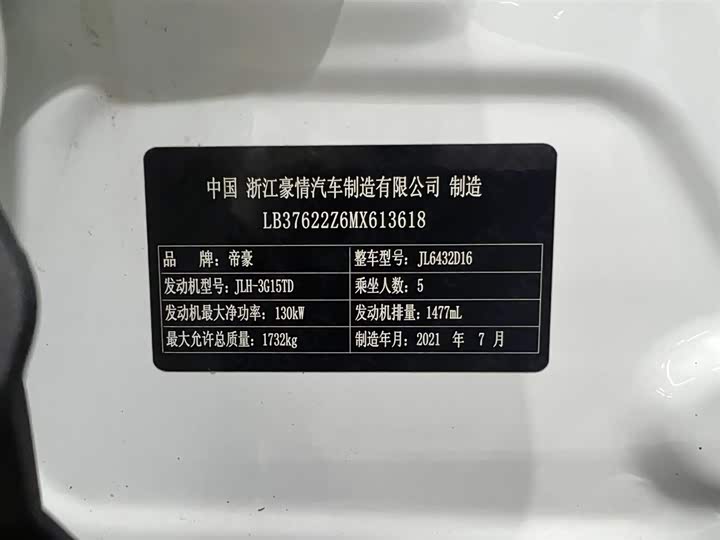 中国 浙江豪情汽车制造有限公司 制造
LB37622Z6MX613618
品 牌：帝豪 整车型号：JL6432D16
发动机型号：JLH-3G15TD 乘坐人数：5
发动机最大净功率：130kW 发动机排量：1477mL
最大允许总质量：1732kg 制造年月：2021 年 7 月